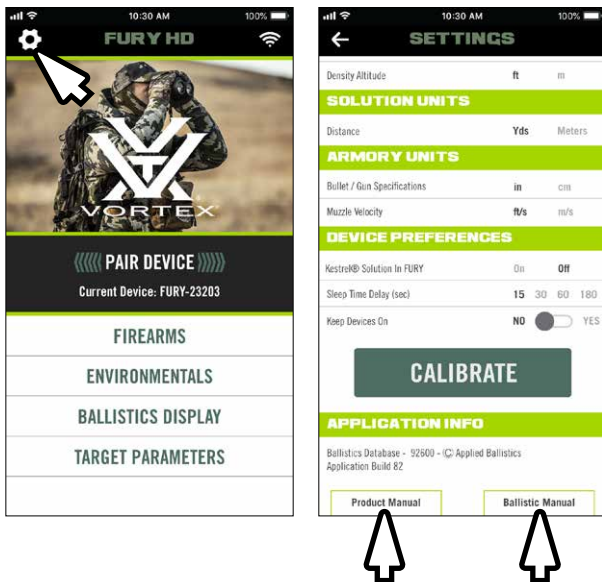 10:30 AM 100%
FURY HD
VORTEX
PAIR DEVICE
Current Device: FURY-23203
FIREARMS
ENVIRONMENTALS
BALLISTICS DISPLAY
TARGET PARAMETERS
10:30 AM 100%
SETTINGS
Density Altitude ft m
SOLUTION UNITS
Distance Yds Meters
ARMORY UNITS
Bullet / Gun Specifications in cm
Muzzle Velocity ft/s m/s
DEVICE PREFERENCES
Kestrel® Solution In FURY On Off
Sleep Time Delay (sec) 15 30 60 180
Keep Devices On NO YES
CALIBRATE
APPLICATION INFO
Ballistics Database - 92600 - (C) Applied Ballistics
Application Build 82
Product Manual Ballistic Manual